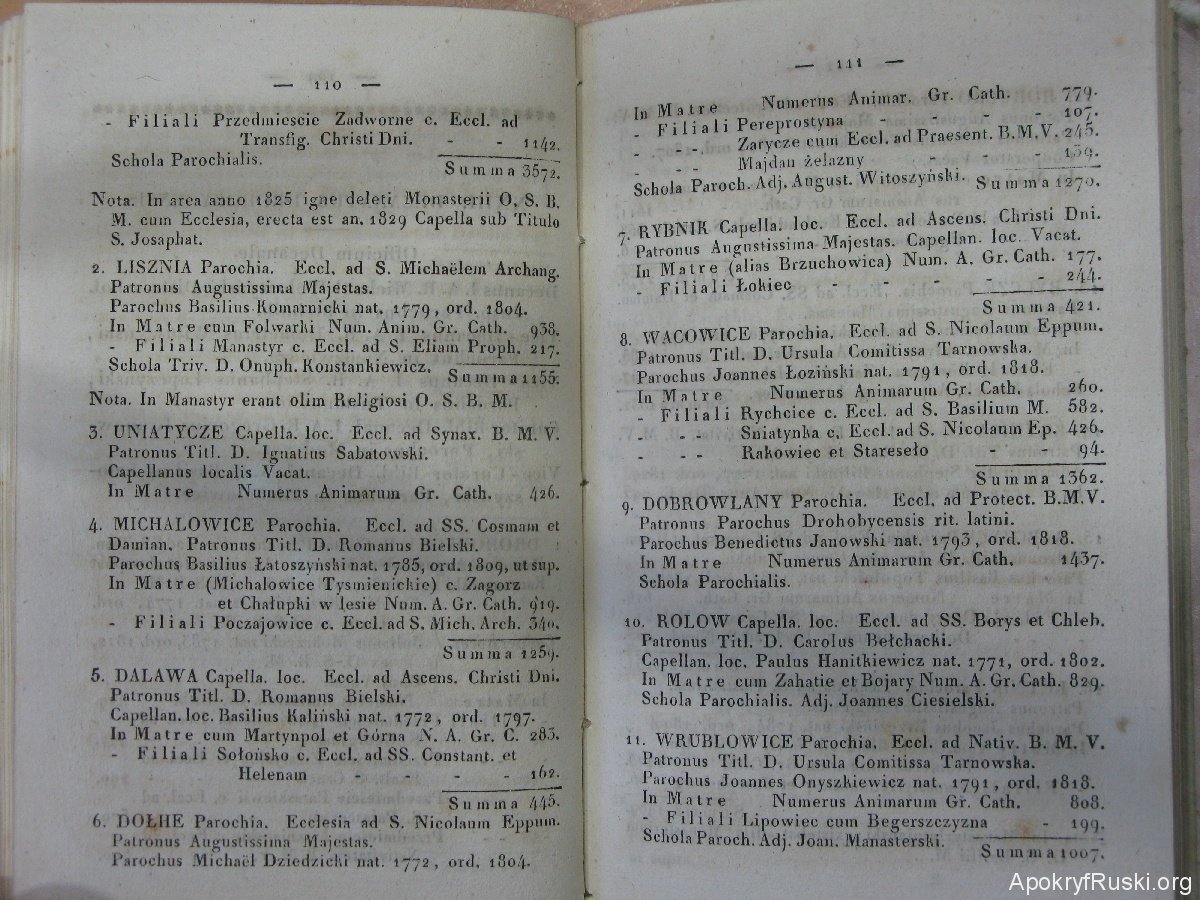 — 110 —
- Filiali Przedmiescie Zadworne c. Eccl. ad
Transfig. Christi Dni. - - 1142.
Schola Parochialis. Summa 3572.
Nota. In area anno 1825 igne deleti Monasterii O. S. B.
M. cum Ecclesia, erecta est an. 1829 Capella sub Titulo
S. Josaphat.
2. LISZNIA Parochia. Eccl. ad S. Michaëlem Archang.
Patronus Augustissima Majestas.
Parochus Basilius Komarnicki nat. 1779, ord. 1804.
In Matre cum Folwarki Num. Anim. Gr. Cath. 938.
- Filiali Manastyr c. Eccl. ad S. Eliam Proph. 217.
Schola Triv. D. Onuph. Konstankiewicz. Summa 1155.
Nota. In Manastyr erant olim Religiosi O. S. B. M.
3. UNIATYCZE Capella. loc. Eccl. ad Synax. B. M. V.
Patronus Titl. D. Ignatius Sabatowski.
Capellanus localis Vacat.
In Matre Numerus Animarum Gr. Cath. 426.
4. MICHALOWICE Parochia. Eccl. ad SS. Cosmam et
Damian. Patronus Titl. D. Romanus Bielski.
Parochus Basilius Łatoszyński nat. 1785, ord. 1809, ut sup.
In Matre (Michalowice Tysmienickie) c. Zagorz
et Chałupki w lesie Num. A. Gr. Cath. 919.
- Filiali Poczajowice c. Eccl. ad S. Mich. Arch. 340.
Summa 1259.
5. DALAWA Capella. loc. Eccl. ad Ascens. Christi Dni.
Patronus Titl. D. Romanus Bielski.
Capellan. loc. Basilius Kaliński nat. 1772, ord. 1797.
In Matre cum Martynpol et Górna N. A. Gr. C. 283.
- Filiali Sołońsko c. Eccl. ad SS. Constant. et
Helenam - - - - 162.
Summa 445.
6. DOŁHE Parochia. Ecclesia ad S. Nicolaum Eppum.
Patronus Augustissima Majestas.
Parochus Michaël Dziedzicki nat. 1772, ord. 1804.
— 111 —
In Matre Numerus Animar. Gr. Cath. 779.
- Filiali Pereprostyna - - - 107.
- - - Zarycze cum Eccl. ad Praesent. B. M. V. 245.
- - - Majdan żelazny - - - 139.
Schola Paroch. Adj. August. Witoszyński. Summa 1270.
7. RYBNIK Capella. loc. Eccl. ad Ascens. Christi Dni.
Patronus Augustissima Majestas. Capellan. loc. Vacat.
In Matre (alias Brzuchowica) Num. A. Gr. Cath. 177.
- Filiali Łokiec - - - - 244.
Summa 421.
8. WACOWICE Parochia. Eccl. ad S. Nicolaum Eppum.
Patronus Titl. D. Ursula Comitissa Tarnowska.
Parochus Joannes Łoziński nat. 1791, ord. 1818.
In Matre Numerus Animarum Gr. Cath. 260.
- Filiali Rychcice c. Eccl. ad S. Basilium M. 582.
- - - Sniatynka c. Eccl. ad S. Nicolaum Ep. 426.
- - - Rakowiec et Stareseło - - 94.
Summa 1362.
9. DOBROWLANY Parochia. Eccl. ad Protect. B. M. V.
Patronus Parochus Drohobycensis rit. latini.
Parochus Benedictus Janowski nat. 1793, ord. 1818.
In Matre Numerus Animarum Gr. Cath. 1437.
Schola Parochialis.
10. ROLOW Capella. loc. Eccl. ad SS. Borys et Chleb.
Patronus Titl. D. Carolus Bełchacki.
Capellan. loc. Paulus Hanitkiewicz nat. 1771, ord. 1802.
In Matre cum Zahatie et Bojary Num. A. Gr. Cath. 829.
Schola Parochialis. Adj. Joannes Ciesielski.
11. WRUBLOWICE Parochia. Eccl. ad Nativ. B. M. V.
Patronus Titl. D. Ursula Comitissa Tarnowska.
Parochus Joannes Onyszkiewicz nat. 1791, ord. 1818.
In Matre Numerus Animarum Gr. Cath. 808.
- Filiali Lipowiec cum Begerszczyzna - 199.
Schola Paroch. Adj. Joan. Manasterski. Summa 1007.
ApokryfRuski.org